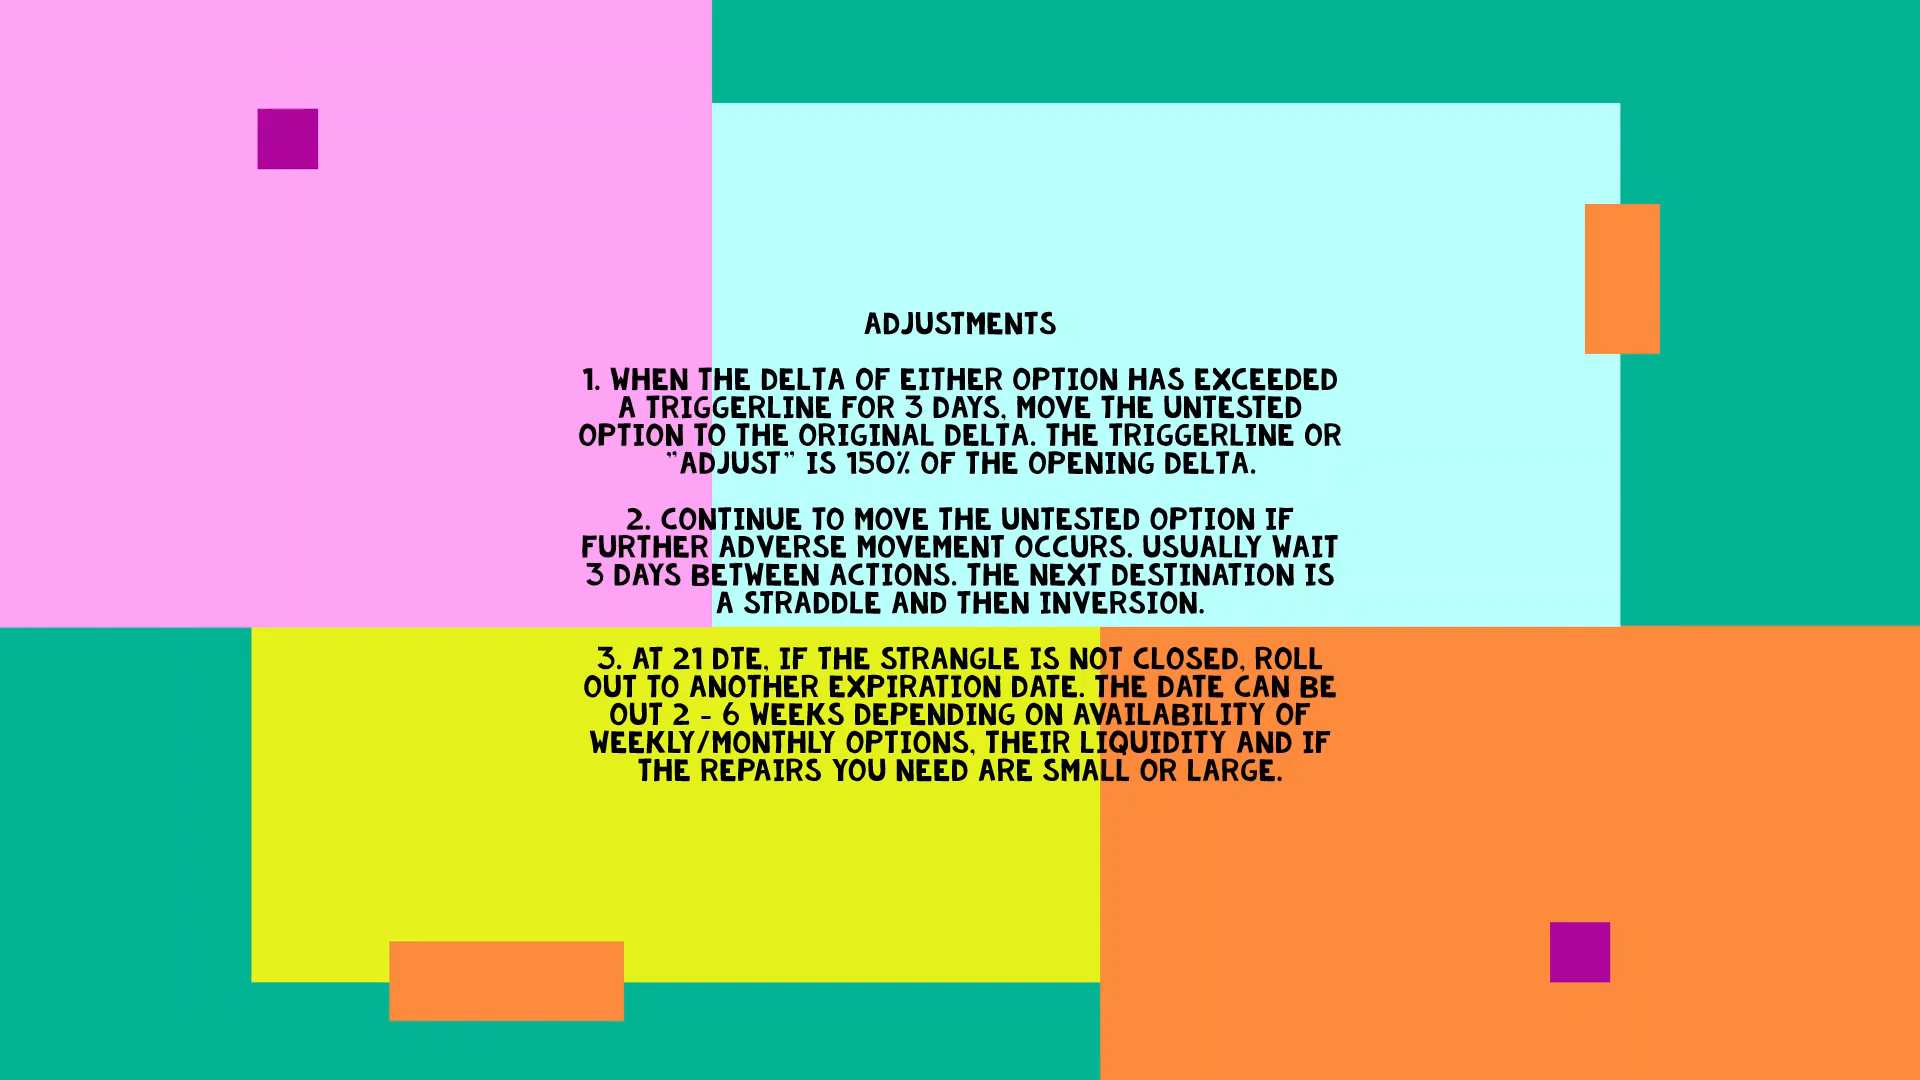 ADJUSTMENTS
1. WHEN THE DELTA OF EITHER OPTION HAS EXCEEDED
A TRIGGERLINE FOR 3 DAYS, MOVE THE UNTESTED
OPTION TO THE ORIGINAL DELTA. THE TRIGGERLINE OR
"ADJUST" IS 150% OF THE OPENING DELTA.
2. CONTINUE TO MOVE THE UNTESTED OPTION IF
FURTHER ADVERSE MOVEMENT OCCURS. USUALLY WAIT
3 DAYS BETWEEN ACTIONS. THE NEXT DESTINATION IS
A STRADDLE AND THEN INVERSION.
3. AT 21 DTE, IF THE STRANGLE IS NOT CLOSED, ROLL
OUT TO ANOTHER EXPIRATION DATE. THE DATE CAN BE
OUT 2 - 6 WEEKS DEPENDING ON AVAILABILITY OF
WEEKLY/MONTHLY OPTIONS, THEIR LIQUIDITY AND IF
THE REPAIRS YOU NEED ARE SMALL OR LARGE.